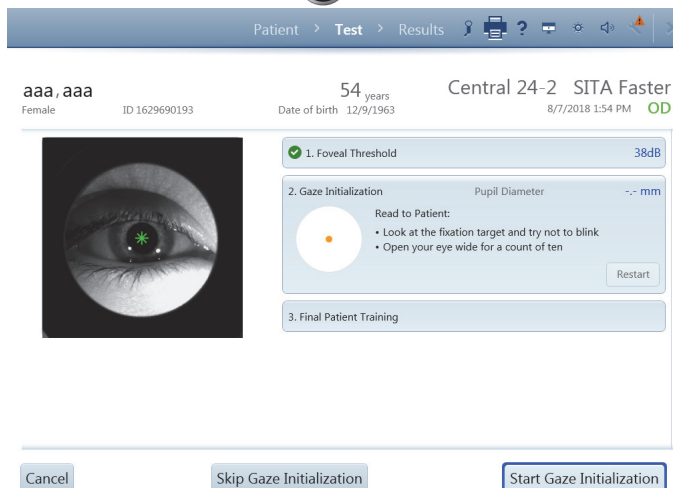 Patient > Test > Results ?
aaa, aaa
54 years
Central 24-2 SITA Faster
Female ID 1629690193
Date of birth 12/9/1963
8/7/2018 1:54 PM OD
1. Foveal Threshold 38dB
2. Gaze Initialization Pupil Diameter -.- mm
Read to Patient:
• Look at the fixation target and try not to blink
• Open your eye wide for a count of ten
Restart
3. Final Patient Training
Cancel Skip Gaze Initialization Start Gaze Initialization